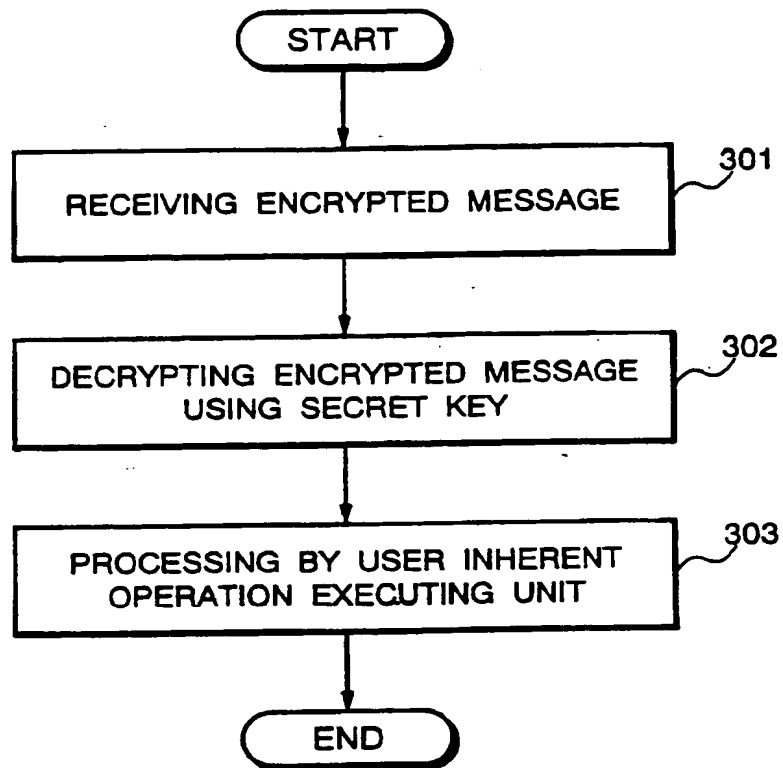 START
RECEIVING ENCRYPTED MESSAGE
301
DECRYPTING ENCRYPTED MESSAGE
USING SECRET KEY
302
PROCESSING BY USER INHERENT
OPERATION EXECUTING UNIT
303
END